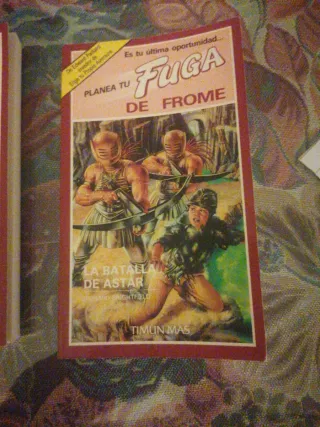 Es tu última oportunidad...
PLANEA TU
FUGA
DE FROME
LA BATALLA
DE ASTAR
TIMUN MAS